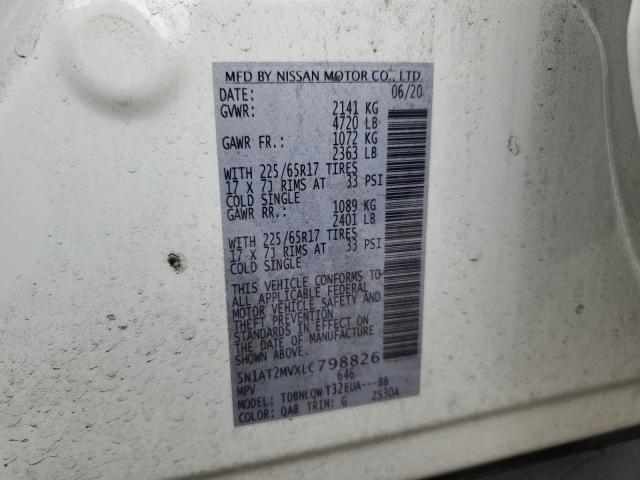 MFD BY NISSAN MOTOR CO., LTD.
DATE: 06/20
GVWR: 2141 KG
4720 LB
GAWR FR.: 1072 KG
2363 LB
WITH 225/65R17 TIRES
17 X 7J RIMS AT 33 PSI
COLD SINGLE
GAWR RR.: 1089 KG
2401 LB
WITH 225/65R17 TIRES
17 X 7J RIMS AT 33 PSI
COLD SINGLE
THIS VEHICLE CONFORMS TO
ALL APPLICABLE FEDERAL
MOTOR VEHICLE SAFETY AND
THEFT PREVENTION
STANDARDS IN EFFECT ON
THE DATE OF MANUFACTURE
SHOWN ABOVE.
5N1AT2MVXLC798826
MPV 646
MODEL: TDBNLQWT32EUA---BB
COLOR: QAB TRIM: G ZS30A